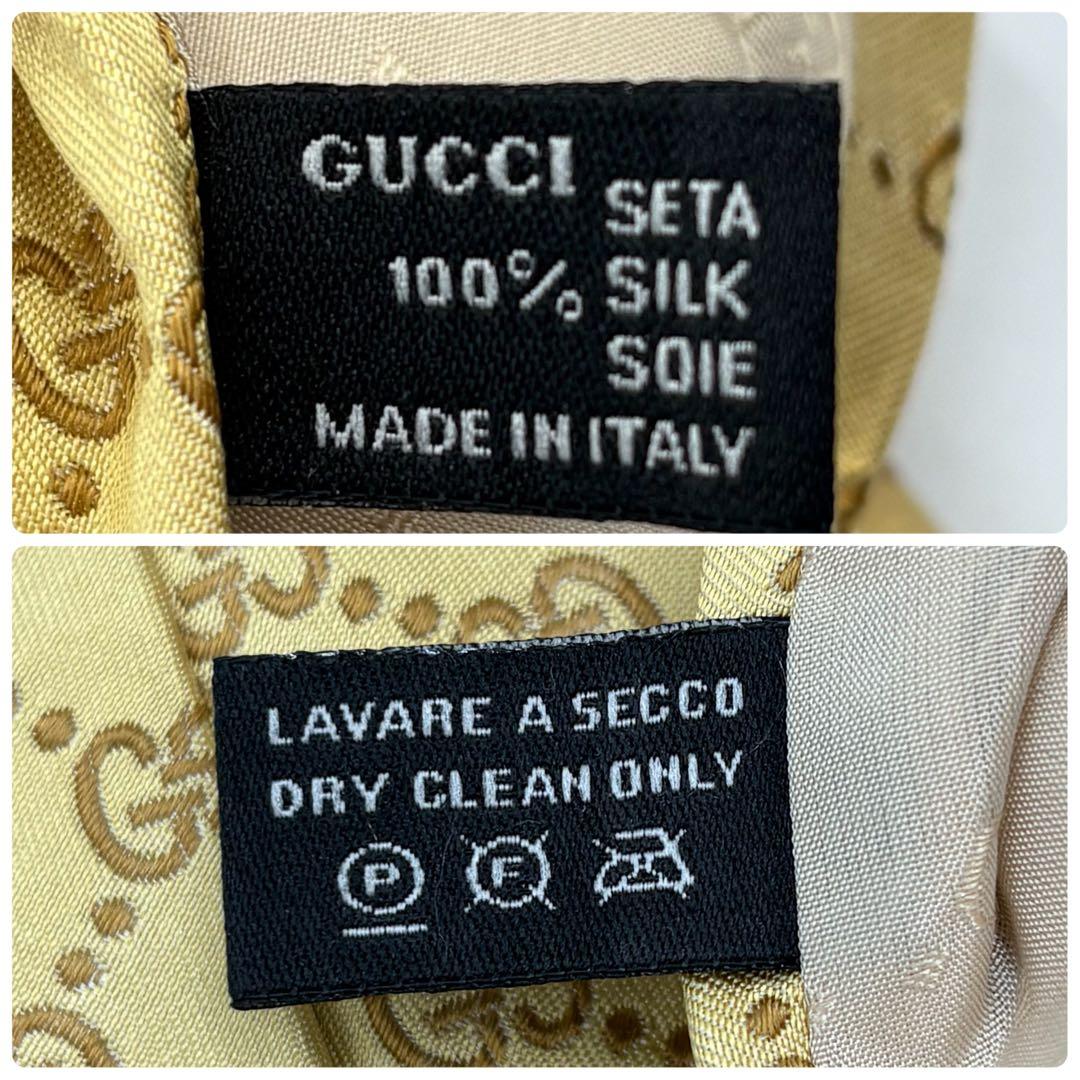 GUCCI
SETA
100% SILK
SOIE
MADE IN ITALY
LAVARE A SECCO
DRY CLEAN ONLY
P F